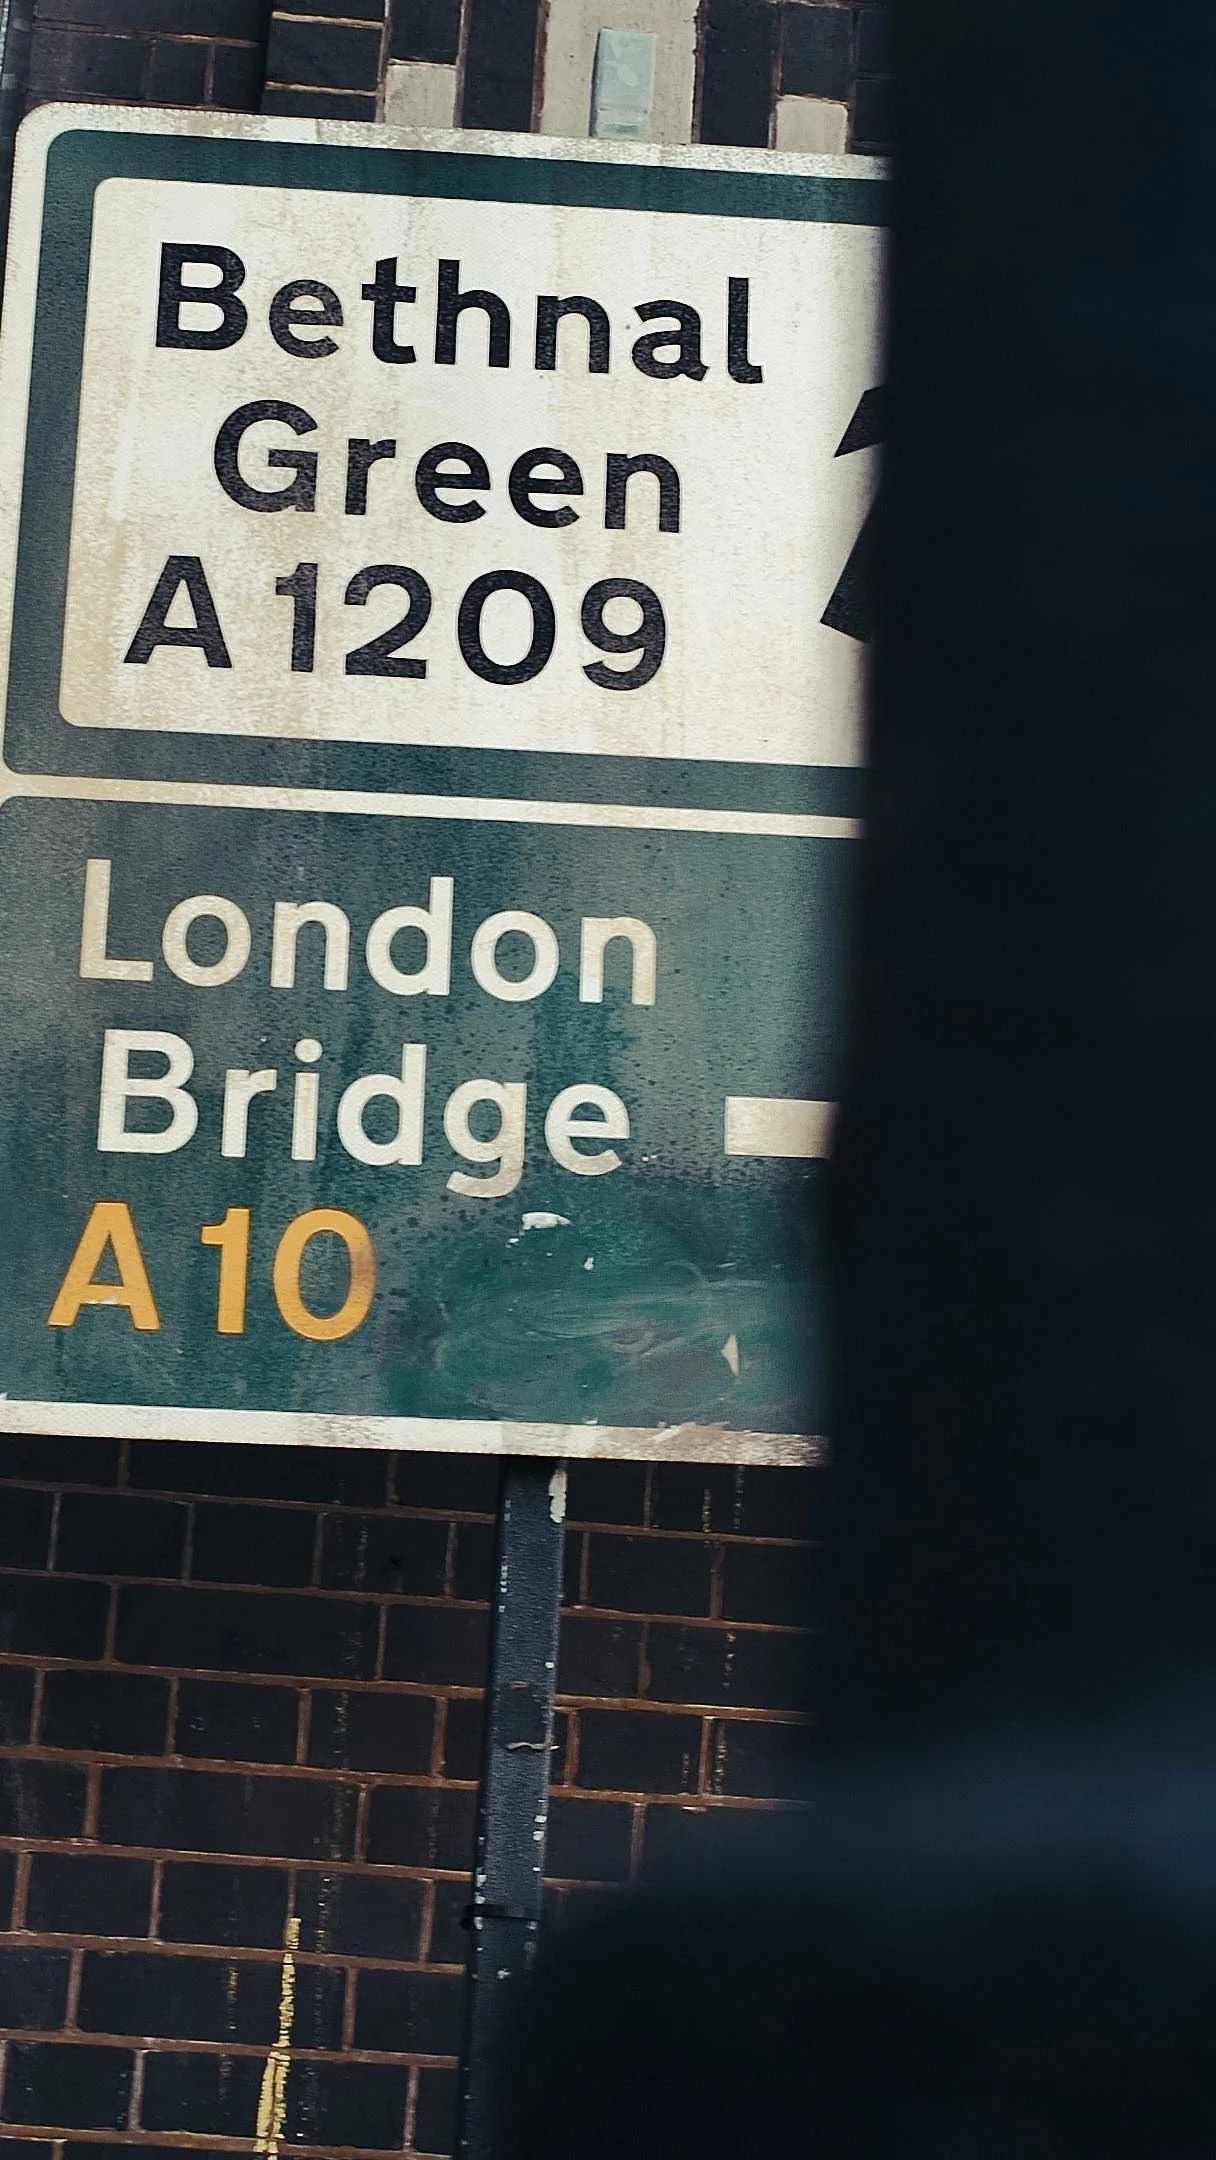 Bethnal
Green
A1209
London
Bridge
A10